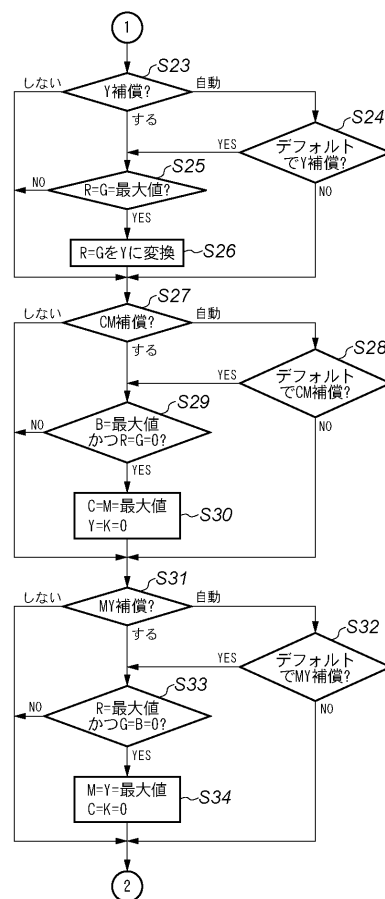 1
S23
しない
Y補償?
自動
する
S24
デフォルト
でY補償?
YES
NO
S25
R=G=最大値?
NO
YES
S26
R=GをYに変換
S27
しない
CM補償?
自動
する
S28
デフォルト
でCM補償?
YES
NO
S29
B=最大値
かつR=G=0?
NO
YES
S30
C=M=最大値
Y=K=0
S31
しない
MY補償?
自動
する
S32
デフォルト
でMY補償?
YES
NO
S33
R=最大値
かつG=B=0?
NO
YES
S34
M=Y=最大値
C=K=0
2